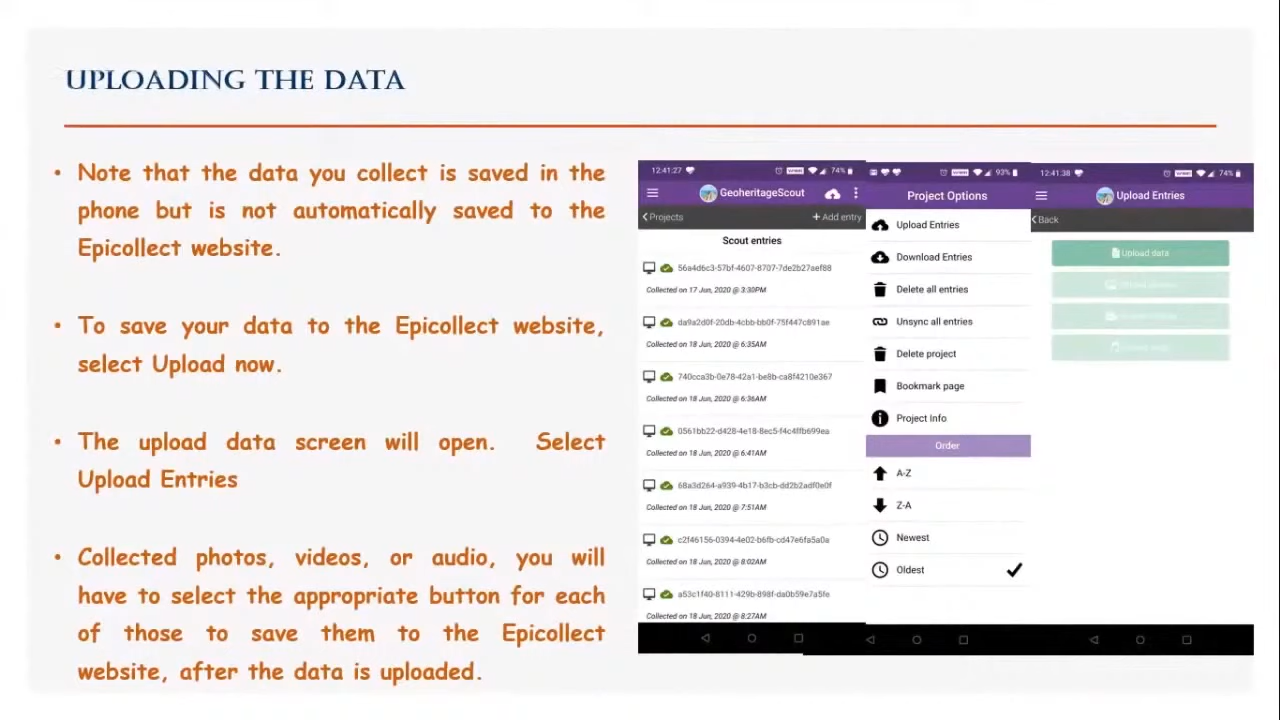 UPLOADING THE DATA
• Note that the data you collect is saved in the
phone but is not automatically saved to the
Epicollect website.
• To save your data to the Epicollect website,
select Upload now.
• The upload data screen will open. Select
Upload Entries
• Collected photos, videos, or audio, you will
have to select the appropriate button for each
of those to save them to the Epicollect
website, after the data is uploaded.
12:41:27 74%
GeoheritageScout
Projects + Add entry
Scout entries
56a4d6c3-57bf-4607-8707-7de2b27aef88
Collected on 17 Jun, 2020 @ 3:30PM
da9a2d0f-20db-4cbb-bb0f-75f447c891ae
Collected on 18 Jun, 2020 @ 6:35AM
740cca3b-0e78-42a1-be8b-ca8f4210e367
Collected on 18 Jun, 2020 @ 6:36AM
0561bb22-d428-4e18-8ec5-f4c4ffb699ea
Collected on 18 Jun, 2020 @ 6:41AM
68a3d264-a939-4b17-b3cb-dd2b2adf0e0f
Collected on 18 Jun, 2020 @ 7:51AM
c2f46156-0394-4e02-b6fb-cd47e6fa5a0a
Collected on 18 Jun, 2020 @ 8:02AM
a53c1f40-8111-429b-898f-da0b59e7a5fe
Collected on 18 Jun, 2020 @ 8:27AM
93%
Project Options
Upload Entries
Download Entries
Delete all entries
Unsync all entries
Delete project
Bookmark page
Project Info
Order
A-Z
Z-A
Newest
Oldest
12:41:38 74%
Upload Entries
Back
Upload data